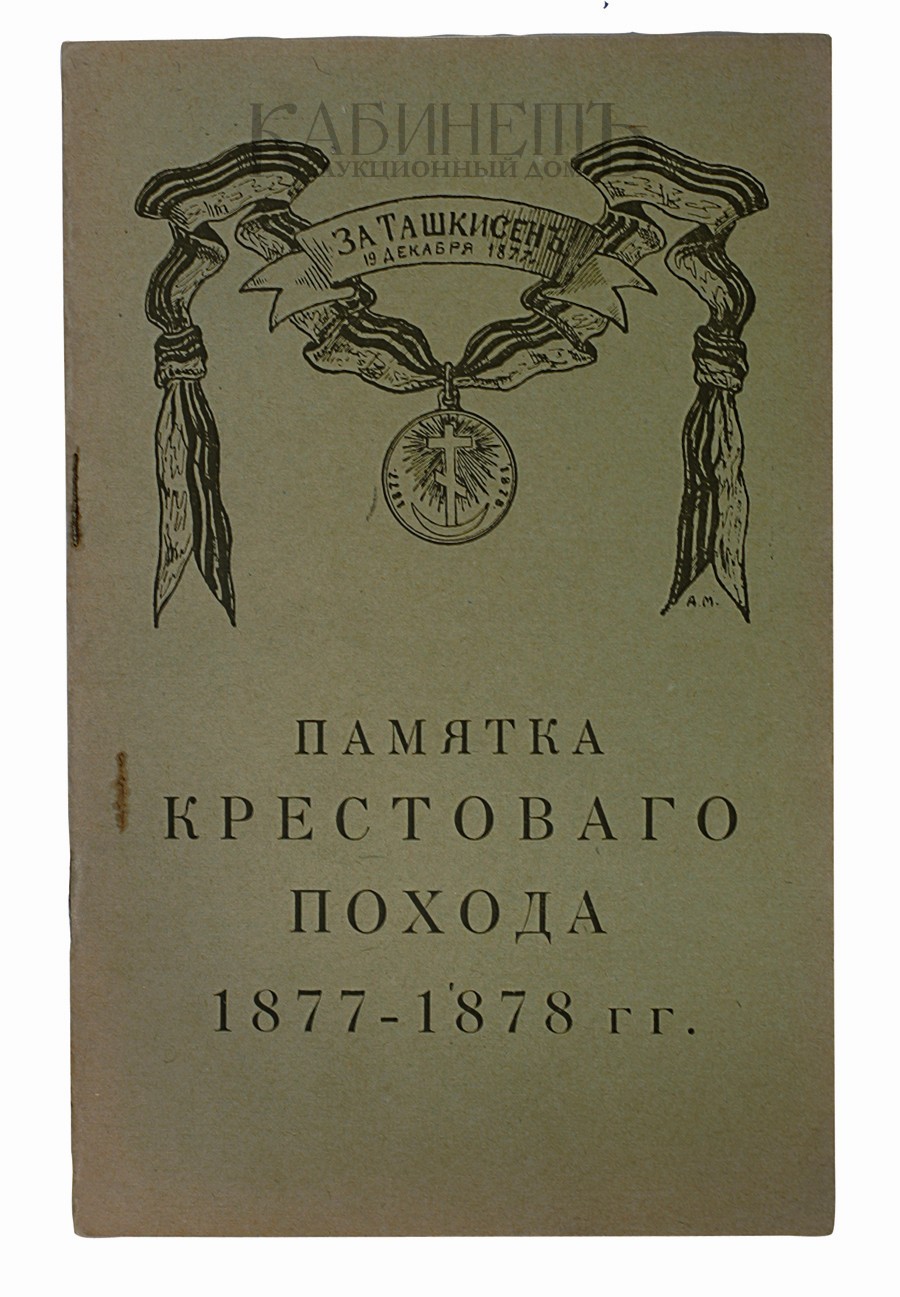 КАБИНЕТЪ
АУКЦИОННЫЙ ДОМ
ЗА ТАШКИСЕНЪ
19 ДЕКАБРЯ 1877.
1877. 1878.
А.М.
ПАМЯТКА
КРЕСТОВАГО
ПОХОДА
1877-1878 гг.